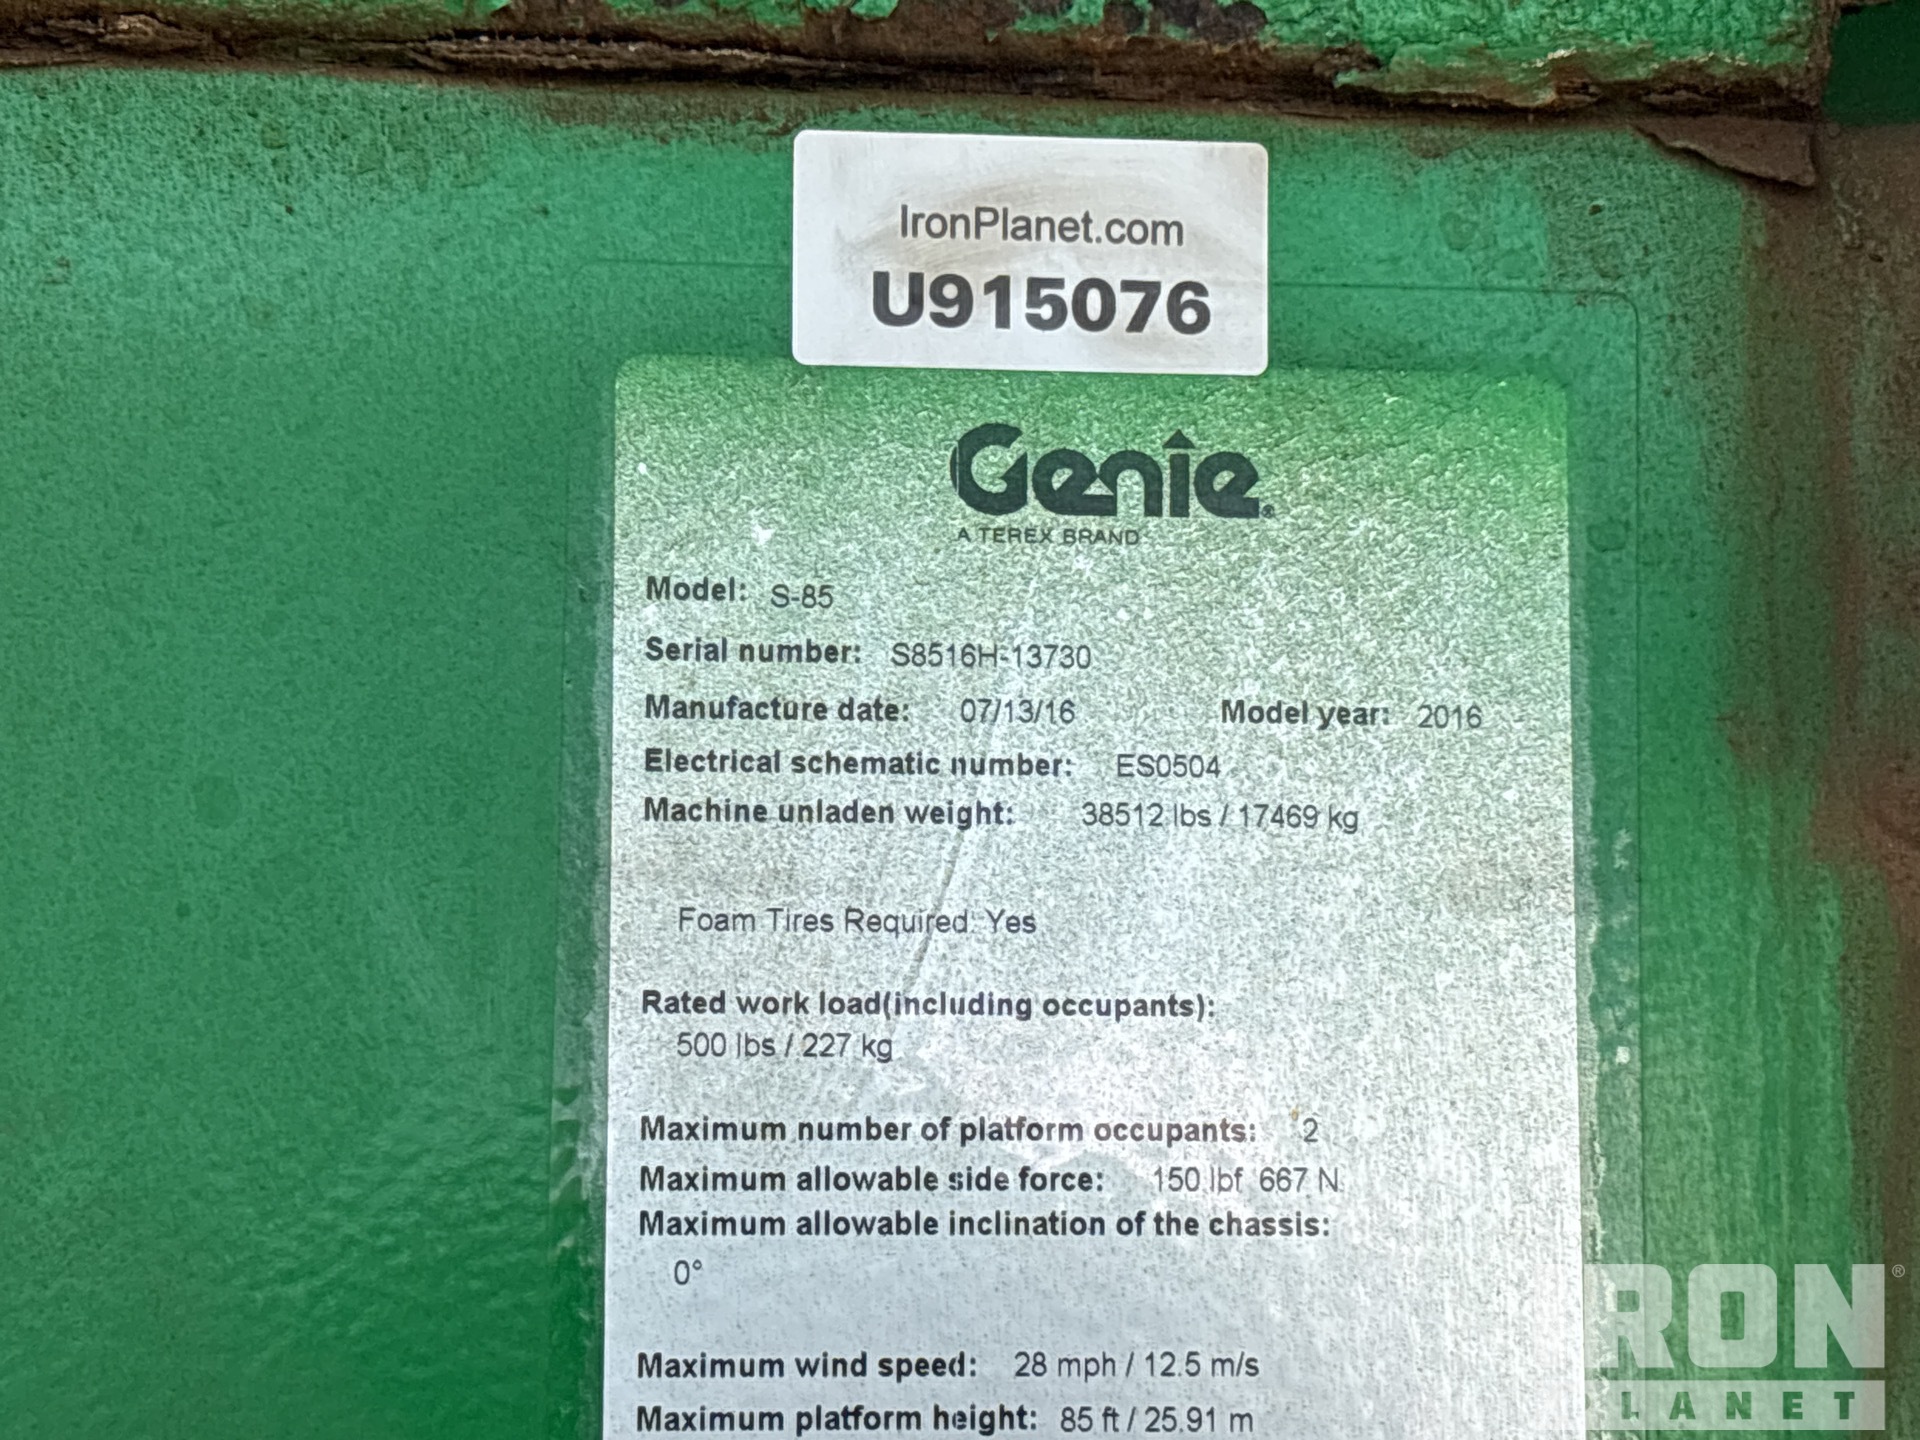 IronPlanet.com
U915076
Genie®
A TEREX BRAND
Model: S-85
Serial number: S8516H-13730
Manufacture date: 07/13/16 Model year: 2016
Electrical schematic number: ES0504
Machine unladen weight: 38512 lbs / 17469 kg
Foam Tires Required: Yes
Rated work load(including occupants):
500 lbs / 227 kg
Maximum number of platform occupants: 2
Maximum allowable side force: 150 lbf 667 N
Maximum allowable inclination of the chassis:
0°
Maximum wind speed: 28 mph / 12.5 m/s
Maximum platform height: 85 ft / 25.91 m
IRON®
PLANET